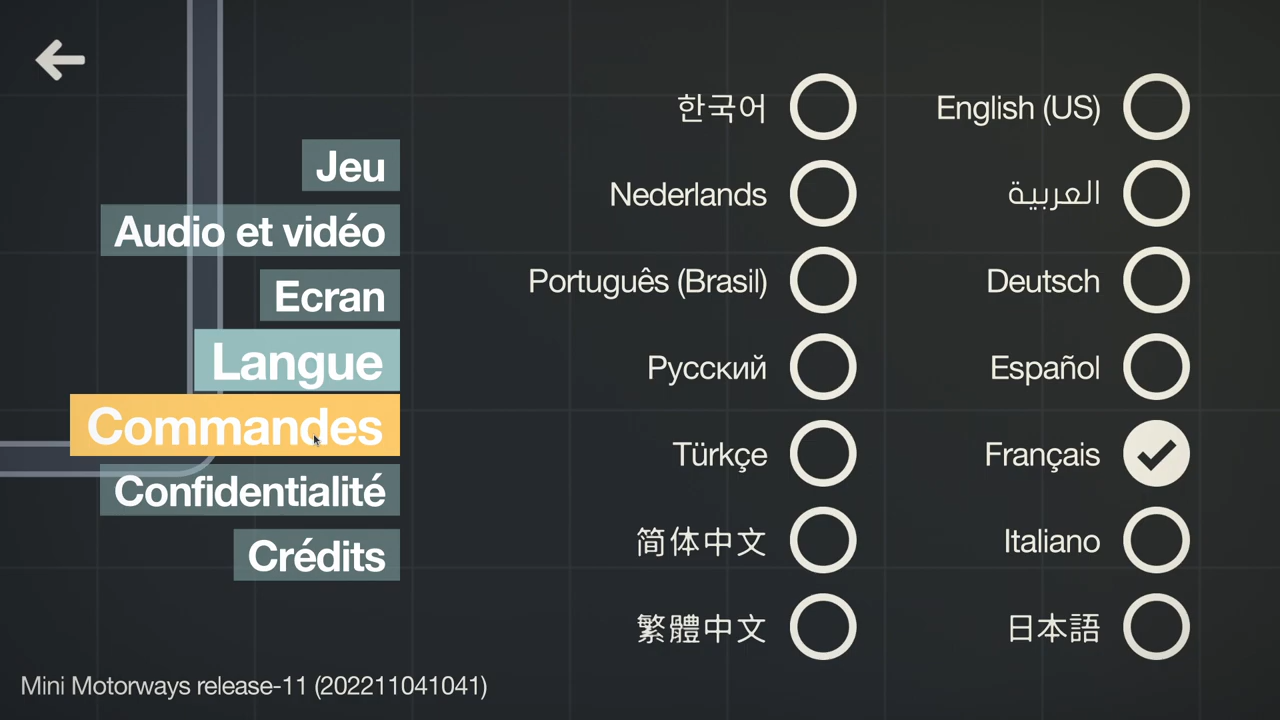 Jeu
Audio et vidéo
Ecran
Langue
Commandes
Confidentialité
Crédits
한국어
Nederlands
Português (Brasil)
Русский
Türkçe
简体中文
繁體中文
English (US)
العربية
Deutsch
Español
Français
Italiano
日本語
Mini Motorways release-11 (202211041041)